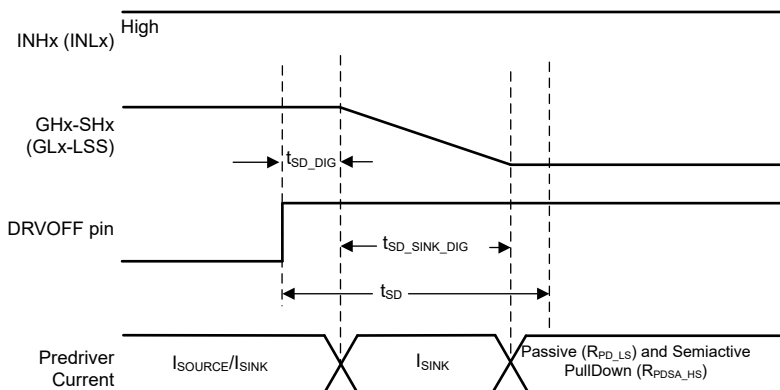 INHx (INLx)
High
GHx-SHx
(GLx-LSS)
tSD_DIG
DRVOFF pin
tSD_SINK_DIG
tSD
Predriver
Current
ISOURCE/ISINK
ISINK
Passive (RPD_LS) and Semiactive
PullDown (RPDSA_HS)